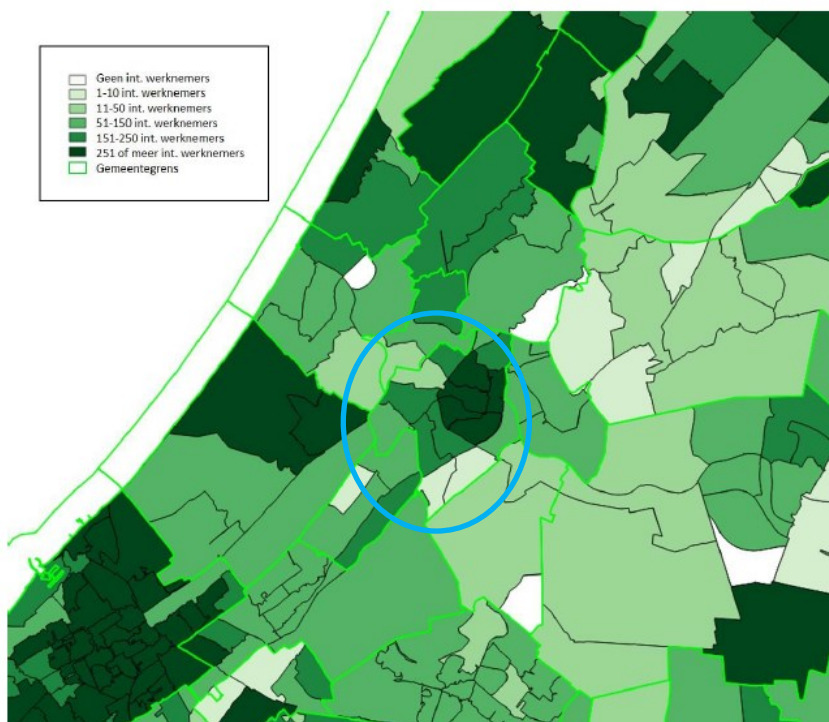 Geen int. werknemers
1-10 int. werknemers
11-50 int. werknemers
51-150 int. werknemers
151-250 int. werknemers
251 of meer int. werknemers
Gemeentegrens